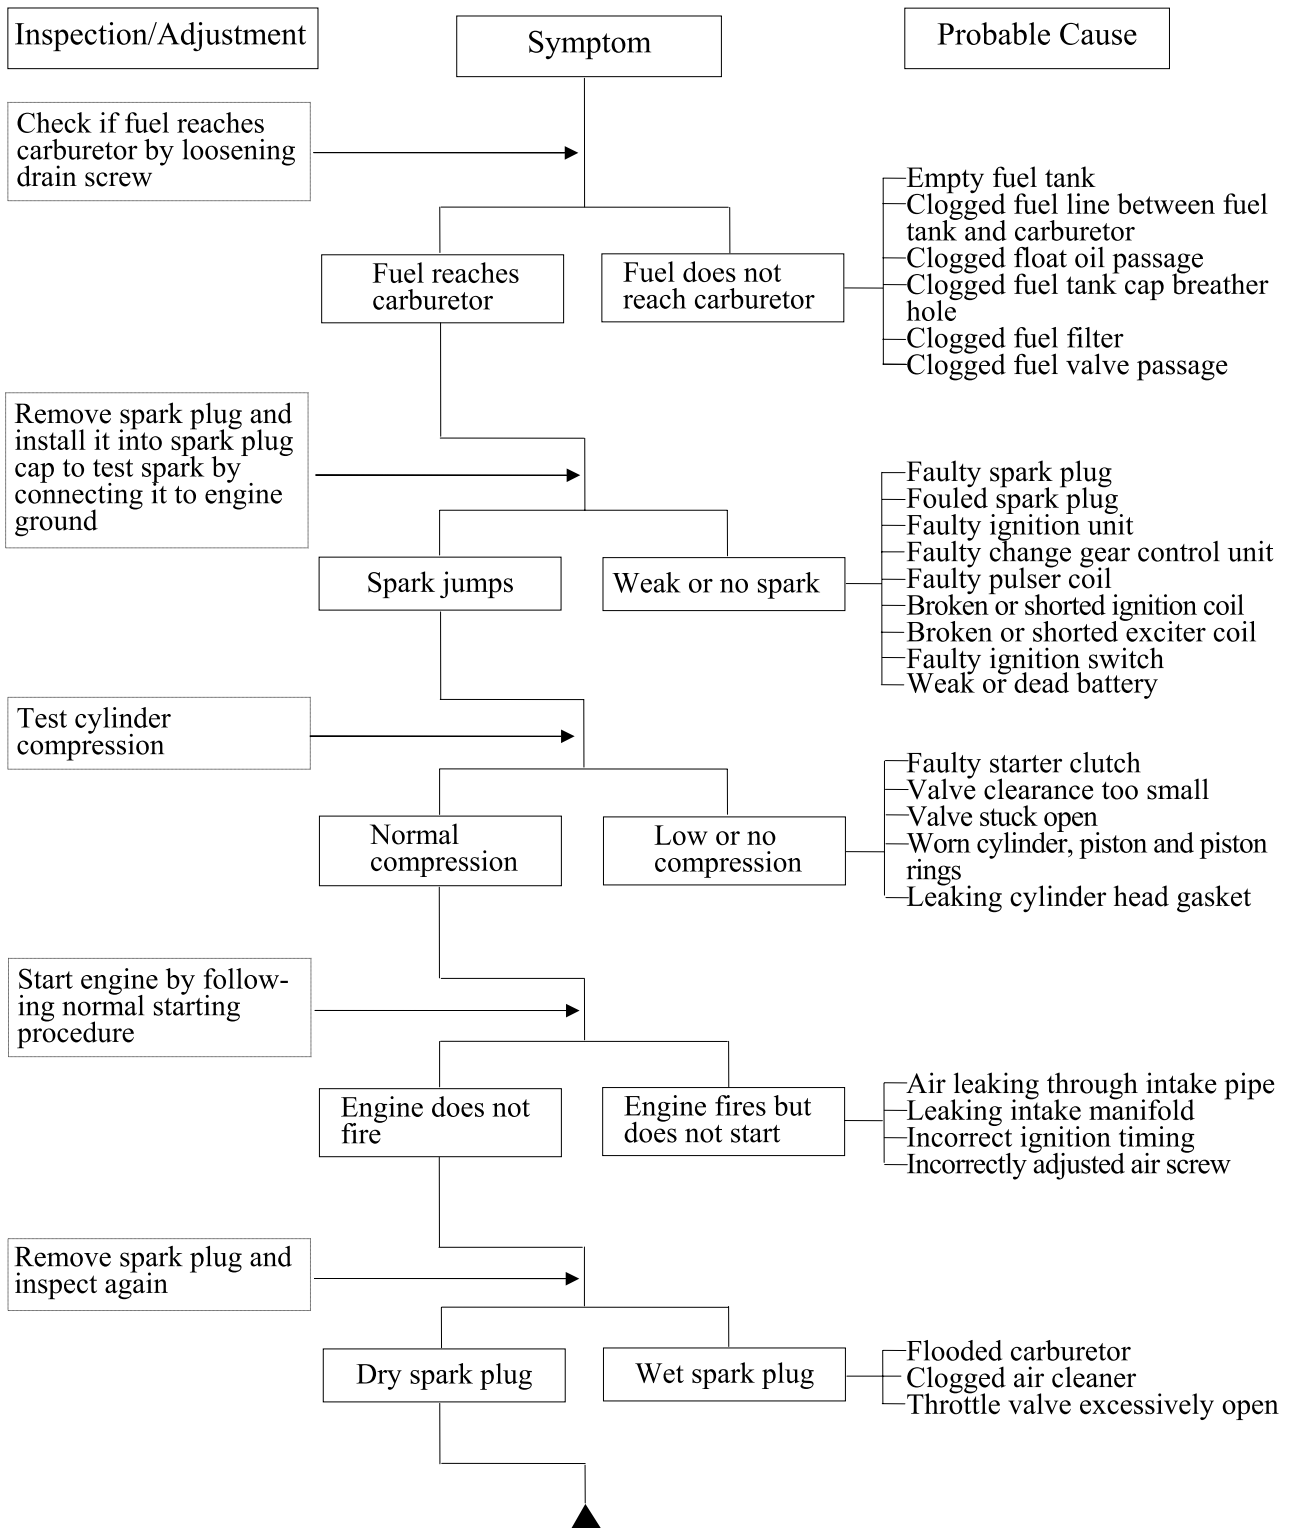 Inspection/Adjustment
Symptom
Probable Cause
Check if fuel reaches
carburetor by loosening
drain screw
Fuel reaches
carburetor
Fuel does not
reach carburetor
Empty fuel tank
Clogged fuel line between fuel
tank and carburetor
Clogged float oil passage
Clogged fuel tank cap breather
hole
Clogged fuel filter
Clogged fuel valve passage
Remove spark plug and
install it into spark plug
cap to test spark by
connecting it to engine
ground
Spark jumps
Weak or no spark
Faulty spark plug
Fouled spark plug
Faulty ignition unit
Faulty change gear control unit
Faulty pulser coil
Broken or shorted ignition coil
Broken or shorted exciter coil
Faulty ignition switch
Weak or dead battery
Test cylinder
compression
Normal
compression
Low or no
compression
Faulty starter clutch
Valve clearance too small
Valve stuck open
Worn cylinder, piston and piston
rings
Leaking cylinder head gasket
Start engine by follow-
ing normal starting
procedure
Engine does not
fire
Engine fires but
does not start
Air leaking through intake pipe
Leaking intake manifold
Incorrect ignition timing
Incorrectly adjusted air screw
Remove spark plug and
inspect again
Dry spark plug
Wet spark plug
Flooded carburetor
Clogged air cleaner
Throttle valve excessively open